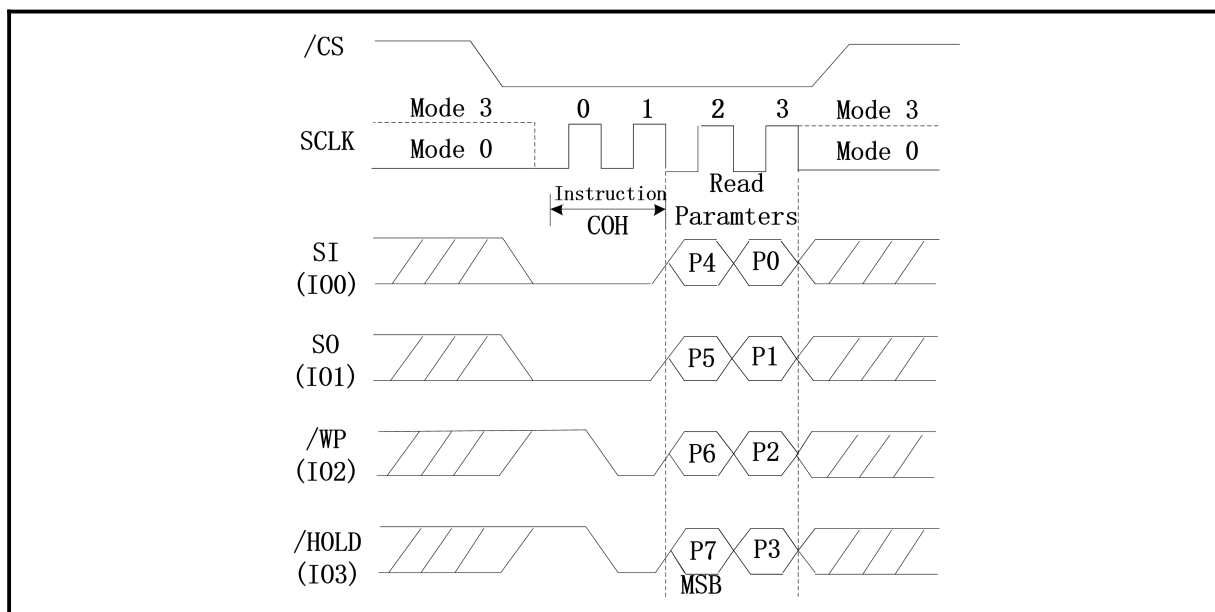 /CS
Mode 3 0 1 2 3 Mode 3
SCLK
Mode 0 Mode 0
Instruction Read
COH Paramters
SI
(IO0) P4 P0
SO
(IO1) P5 P1
/WP
(IO2) P6 P2
/HOLD
(IO3) P7 P3
MSB